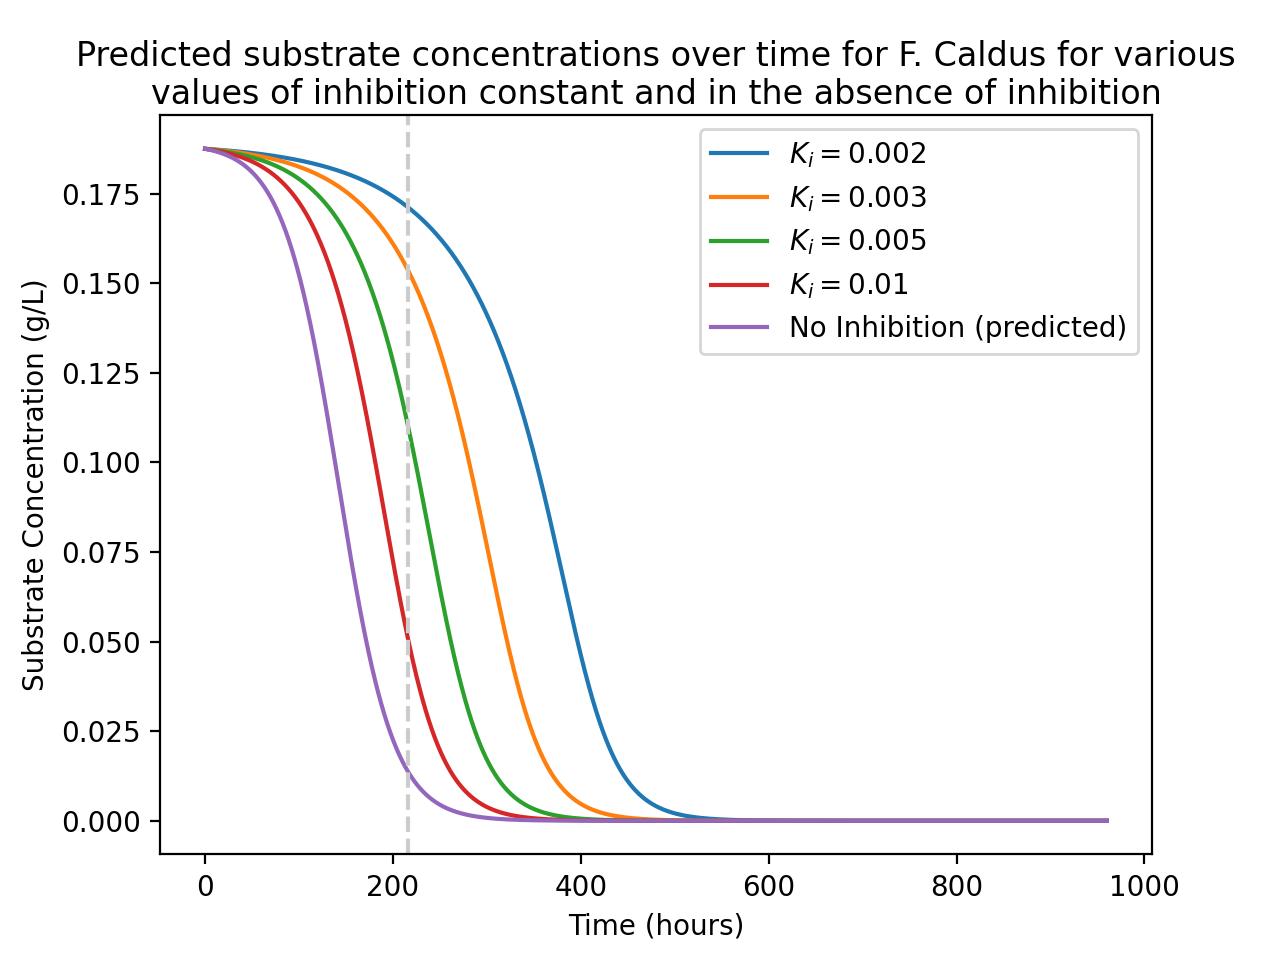 Predicted substrate concentrations over time for F. Caldus for various
values of inhibition constant and in the absence of inhibition
Substrate Concentration (g/L)
0.175
0.150
0.125
0.100
0.075
0.050
0.025
0.000
K_i = 0.002
K_i = 0.003
K_i = 0.005
K_i = 0.01
No Inhibition (predicted)
0 200 400 600 800 1000
Time (hours)